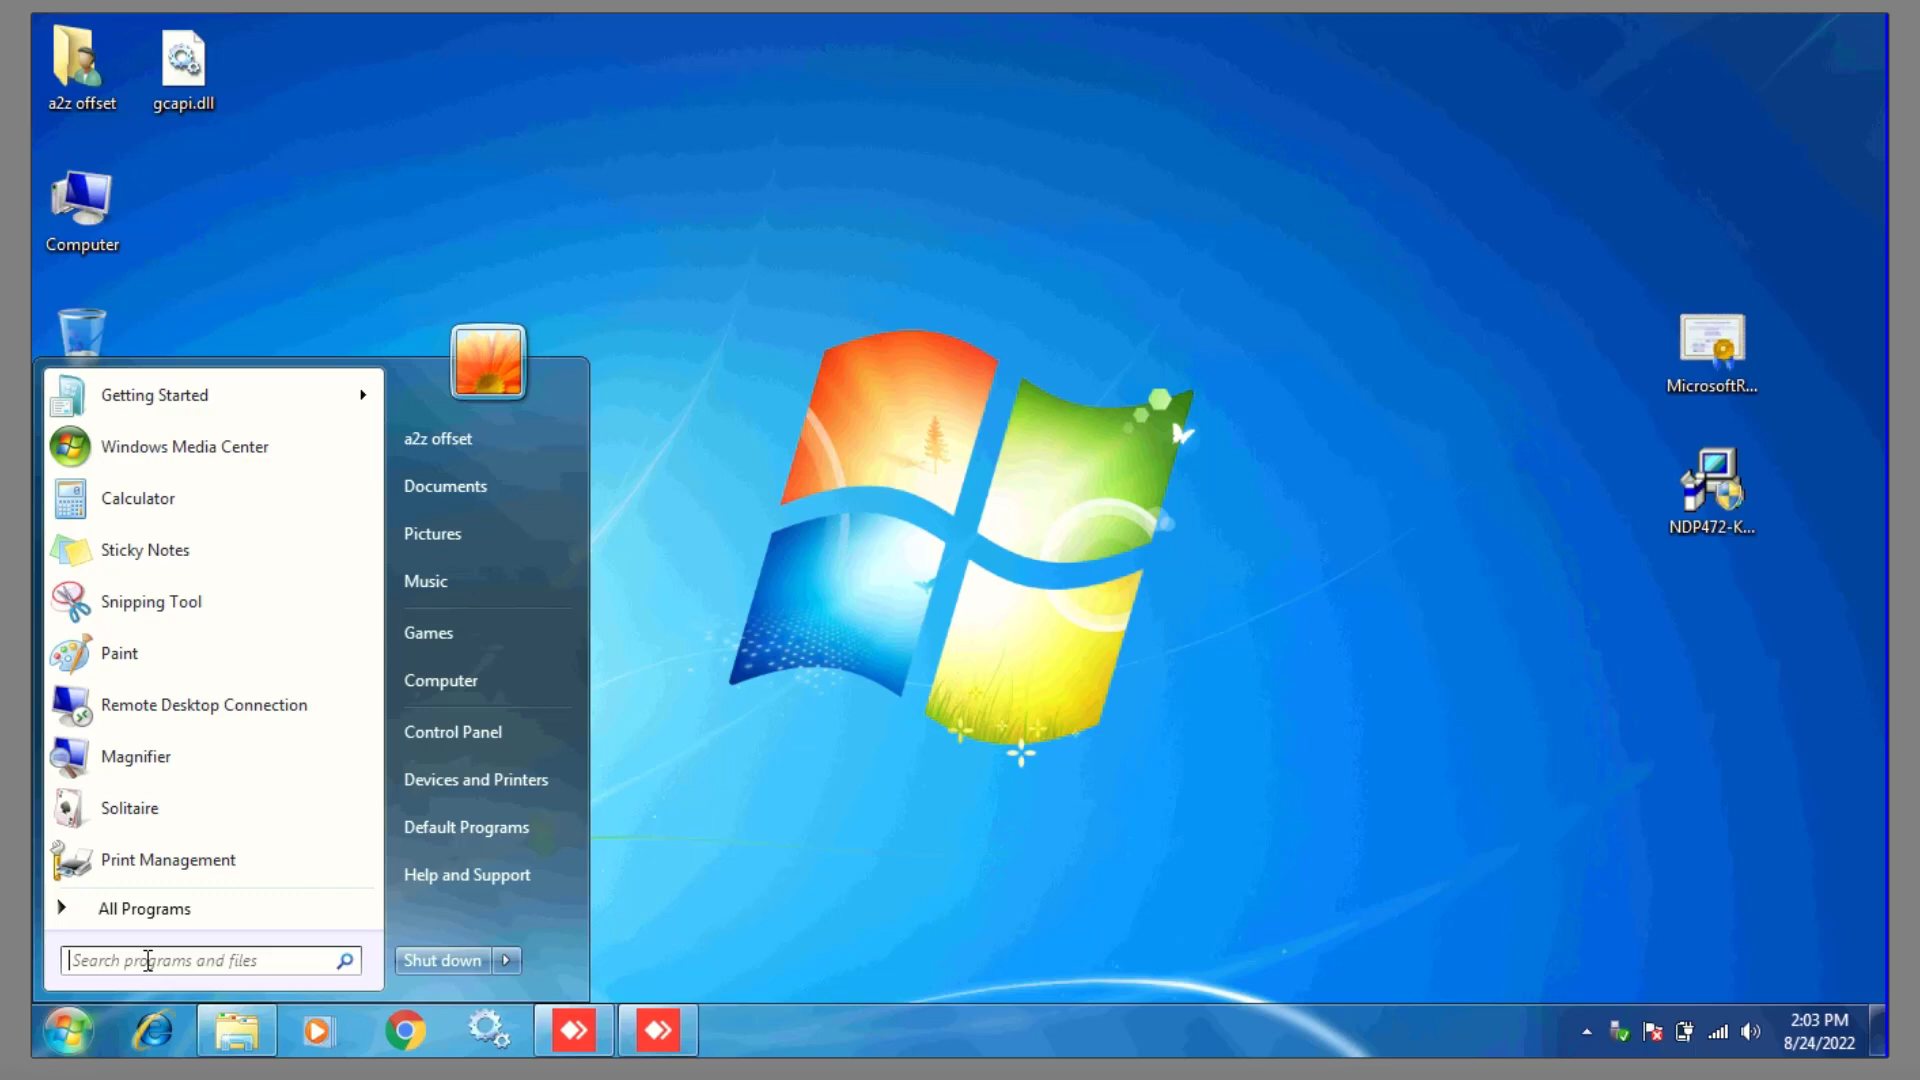 a2z offset
gcapi.dll
Computer
MicrosoftR...
NDP472-K...
Getting Started
Windows Media Center
Calculator
Sticky Notes
Snipping Tool
Paint
Remote Desktop Connection
Magnifier
Solitaire
Print Management
All Programs
Search programs and files
a2z offset
Documents
Pictures
Music
Games
Computer
Control Panel
Devices and Printers
Default Programs
Help and Support
Shut down
2:03 PM
8/24/2022